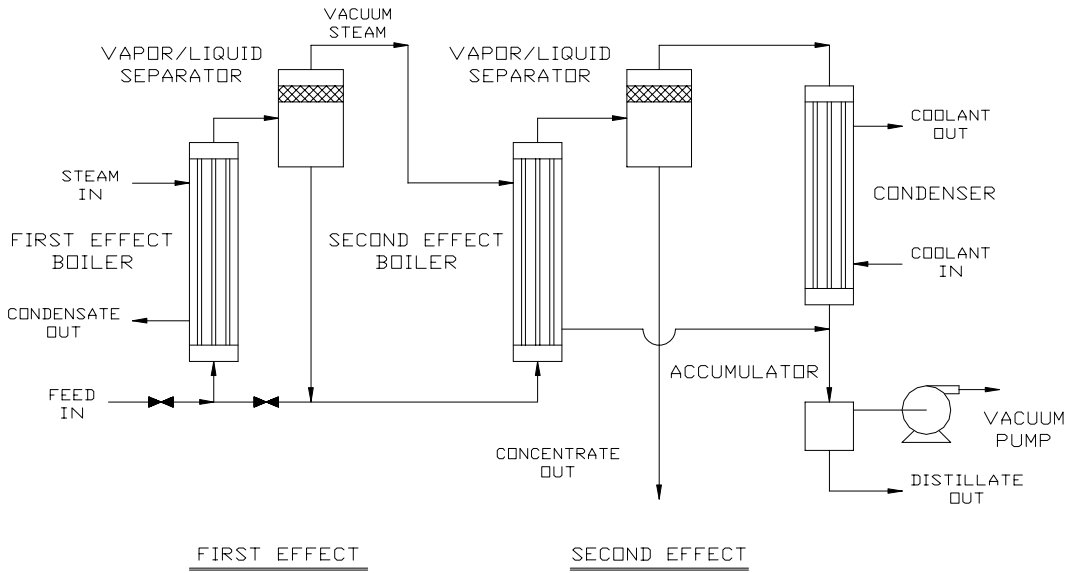 VACUUM
STEAM
VAPOR/LIQUID
SEPARATOR
VAPOR/LIQUID
SEPARATOR
COOLANT
OUT
STEAM
IN
CONDENSER
FIRST EFFECT
BOILER
SECOND EFFECT
BOILER
COOLANT
IN
CONDENSATE
OUT
ACCUMULATOR
FEED
IN
VACUUM
PUMP
CONCENTRATE
OUT
DISTILLATE
OUT
FIRST EFFECT
SECOND EFFECT